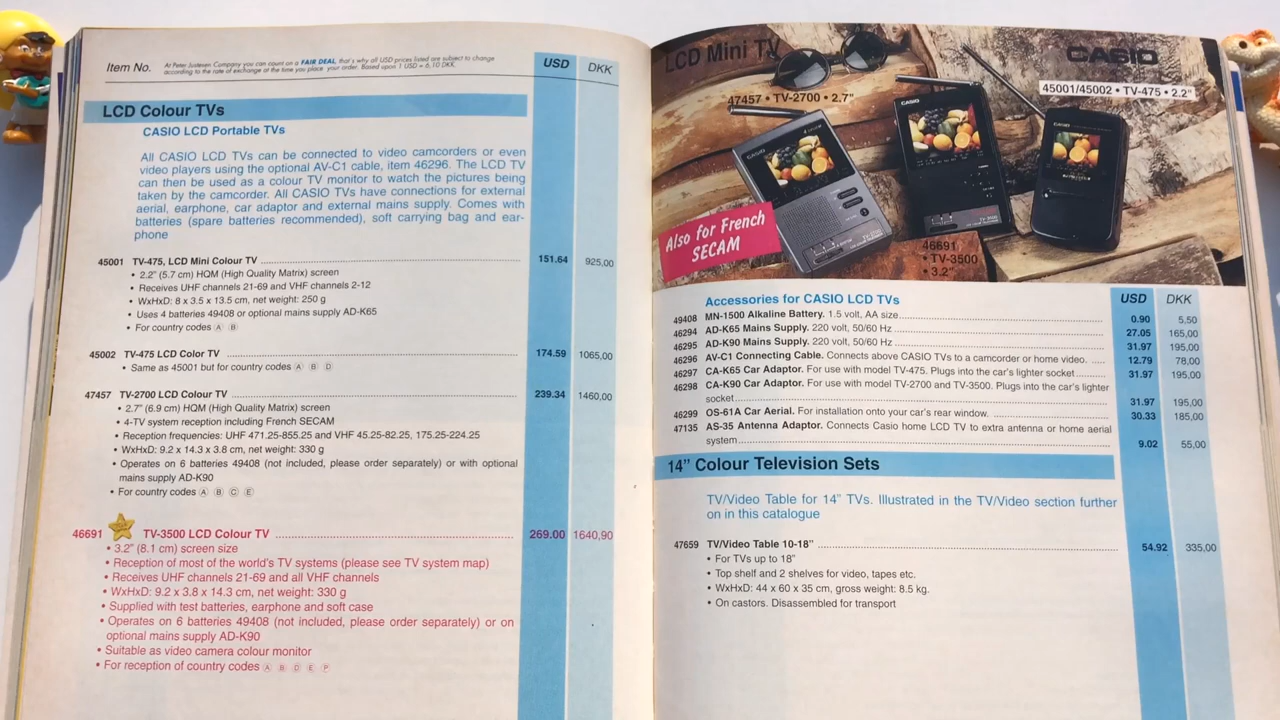 Item No.
At Peter Justesen Company you can count on a FAIR DEAL, that's why all USD prices listed are subject to change
according to the rate of exchange at the time you place your order. Based upon 1 USD = 6,10 DKK.
USD DKK
LCD Colour TVs
CASIO LCD Portable TVs
All CASIO LCD TVs can be connected to video camcorders or even
video players using the optional AV-C1 cable, item 46296. The LCD TV
can then be used as a colour TV monitor to watch the pictures being
taken by the camcorder. All CASIO TVs have connections for external
aerial, earphone, car adaptor and external mains supply. Comes with
batteries (spare batteries recommended), soft carrying bag and ear-
phone
45001 TV-475, LCD Mini Colour TV 151.64 925,00
• 2.2" (5.7 cm) HQM (High Quality Matrix) screen
• Receives UHF channels 21-69 and VHF channels 2-12
• WxHxD: 8 x 3.5 x 13.5 cm, net weight: 250 g
• Uses 4 batteries 49408 or optional mains supply AD-K65
• For country codes Ⓐ Ⓑ
45002 TV-475 LCD Color TV 174.59 1065,00
• Same as 45001 but for country codes Ⓐ Ⓑ Ⓓ
47457 TV-2700 LCD Colour TV 239.34 1460,00
• 2.7" (6.9 cm) HQM (High Quality Matrix) screen
• 4-TV system reception including French SECAM
• Reception frequencies: UHF 471.25-855.25 and VHF 45.25-82.25, 175.25-224.25
• WxHxD: 9.2 x 14.3 x 3.8 cm, net weight: 330 g
• Operates on 6 batteries 49408 (not included, please order separately) or with optional
mains supply AD-K90
• For country codes Ⓐ Ⓑ Ⓒ Ⓔ
46691 TV-3500 LCD Colour TV 269.00 1640,90
• 3.2" (8.1 cm) screen size
• Reception of most of the world's TV systems (please see TV system map)
• Receives UHF channels 21-69 and all VHF channels
• WxHxD: 9.2 x 3.8 x 14.3 cm, net weight: 330 g
• Supplied with test batteries, earphone and soft case
• Operates on 6 batteries 49408 (not included, please order separately) or on
optional mains supply AD-K90
• Suitable as video camera colour monitor
• For reception of country codes Ⓐ Ⓑ Ⓓ Ⓔ Ⓟ
LCD Mini TV
CASIO
47457 • TV-2700 • 2.7"
45001/45002 • TV-475 • 2.2"
CASIO
CASIO
CASIO
Also for French
SECAM
46691
• TV-3500
• 3.2"
Accessories for CASIO LCD TVs
USD DKK
49408 MN-1500 Alkaline Battery. 1.5 volt, AA size 0.90 5,50
46294 AD-K65 Mains Supply. 220 volt, 50/60 Hz 27.05 165,00
46295 AD-K90 Mains Supply. 220 volt, 50/60 Hz 31.97 195,00
46296 AV-C1 Connecting Cable. Connects above CASIO TVs to a camcorder or home video. 12.79 78,00
46297 CA-K65 Car Adaptor. For use with model TV-475. Plugs into the car's lighter socket 31.97 195,00
46298 CA-K90 Car Adaptor. For use with model TV-2700 and TV-3500. Plugs into the car's lighter
socket 31.97 195,00
46299 OS-61A Car Aerial. For installation onto your car's rear window. 30.33 185,00
47135 AS-35 Antenna Adaptor. Connects Casio home LCD TV to extra antenna or home aerial
system 9.02 55,00
14" Colour Television Sets
TV/Video Table for 14" TVs. Illustrated in the TV/Video section further
on in this catalogue
47659 TV/Video Table 10-18" 54.92 335,00
• For TVs up to 18"
• Top shelf and 2 shelves for video, tapes etc.
• WxHxD: 44 x 60 x 35 cm, gross weight: 8.5 kg.
• On castors. Disassembled for transport